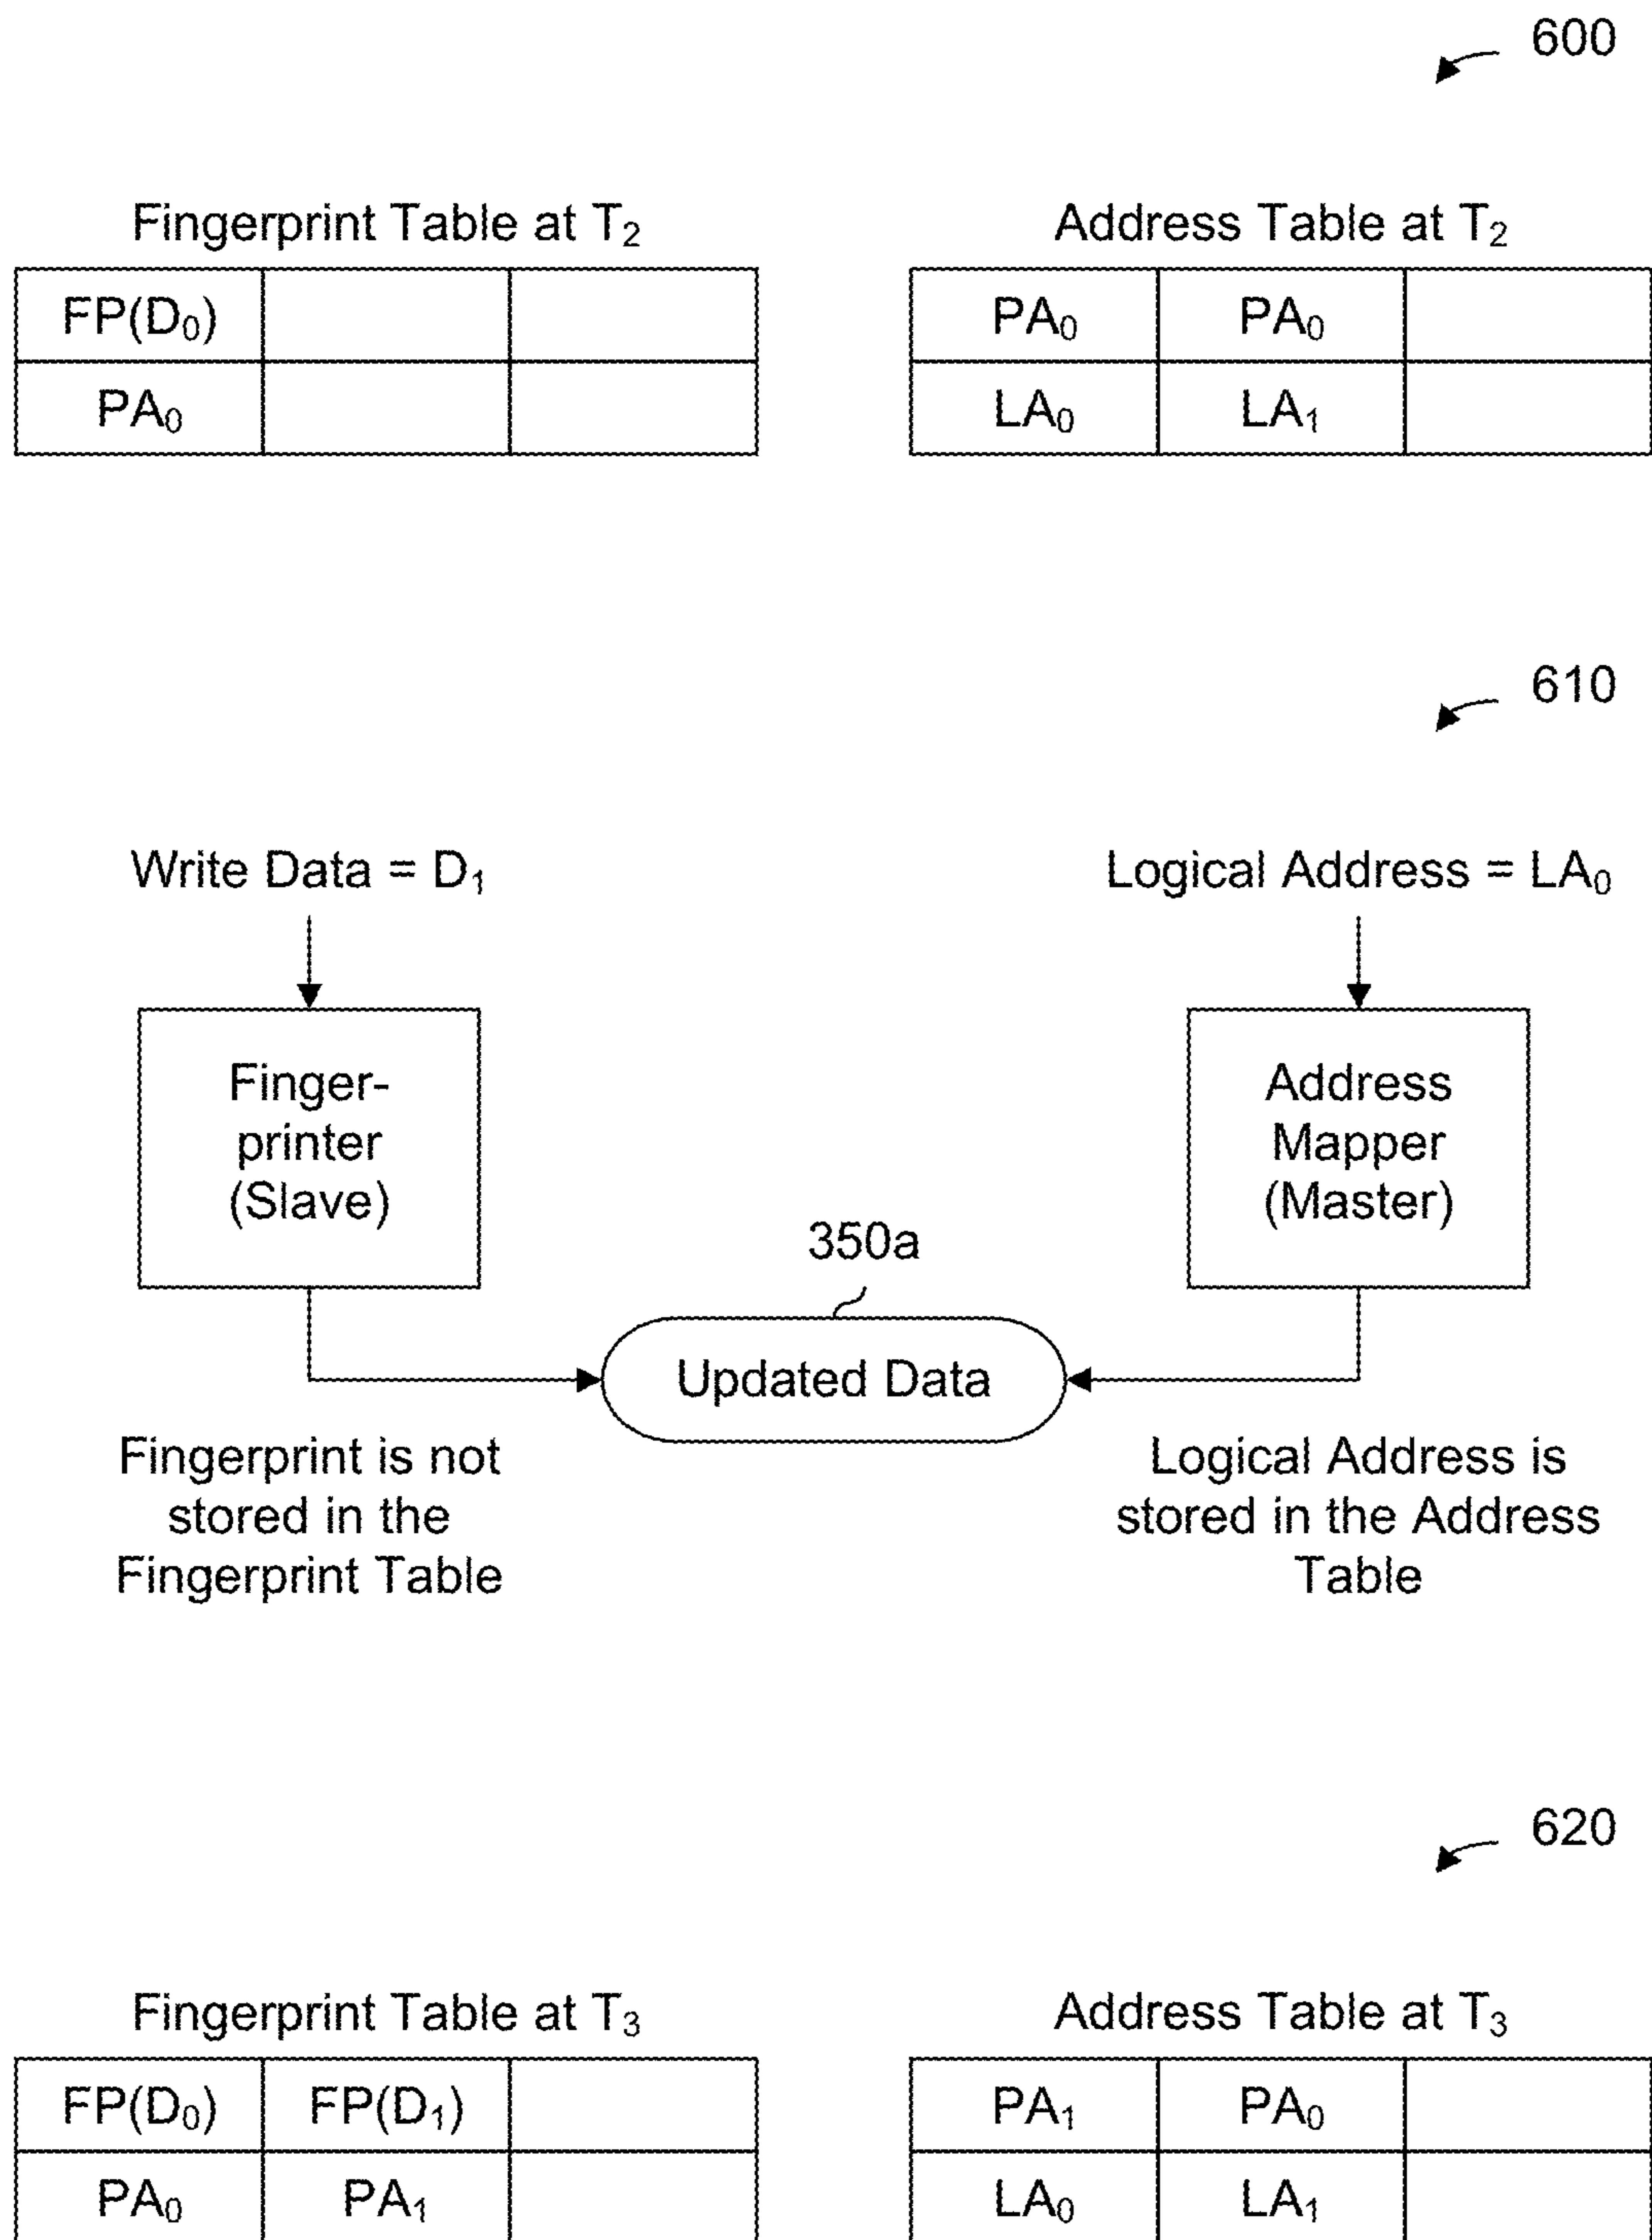 600
Fingerprint Table at T₂
Address Table at T₂
FP(D₀)
PA₀
PA₀ PA₀
LA₀ LA₁
610
Write Data = D₁
Logical Address = LA₀
Finger-
printer
(Slave)
Address
Mapper
(Master)
350a
Updated Data
Fingerprint is not
stored in the
Fingerprint Table
Logical Address is
stored in the Address
Table
620
Fingerprint Table at T₃
Address Table at T₃
FP(D₀) FP(D₁)
PA₀ PA₁
PA₁ PA₀
LA₀ LA₁